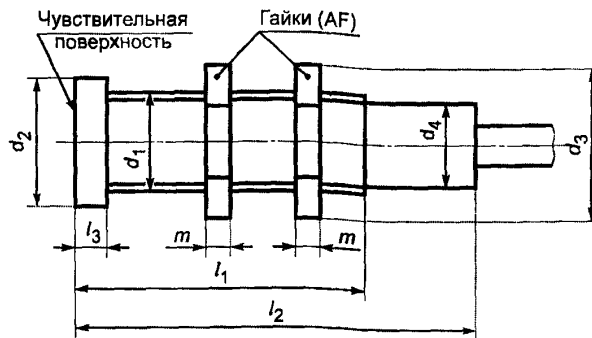 Чувствительная
поверхность
Гайки (AF)
d2
d1
d4
d3
l3
m
m
l1
l2